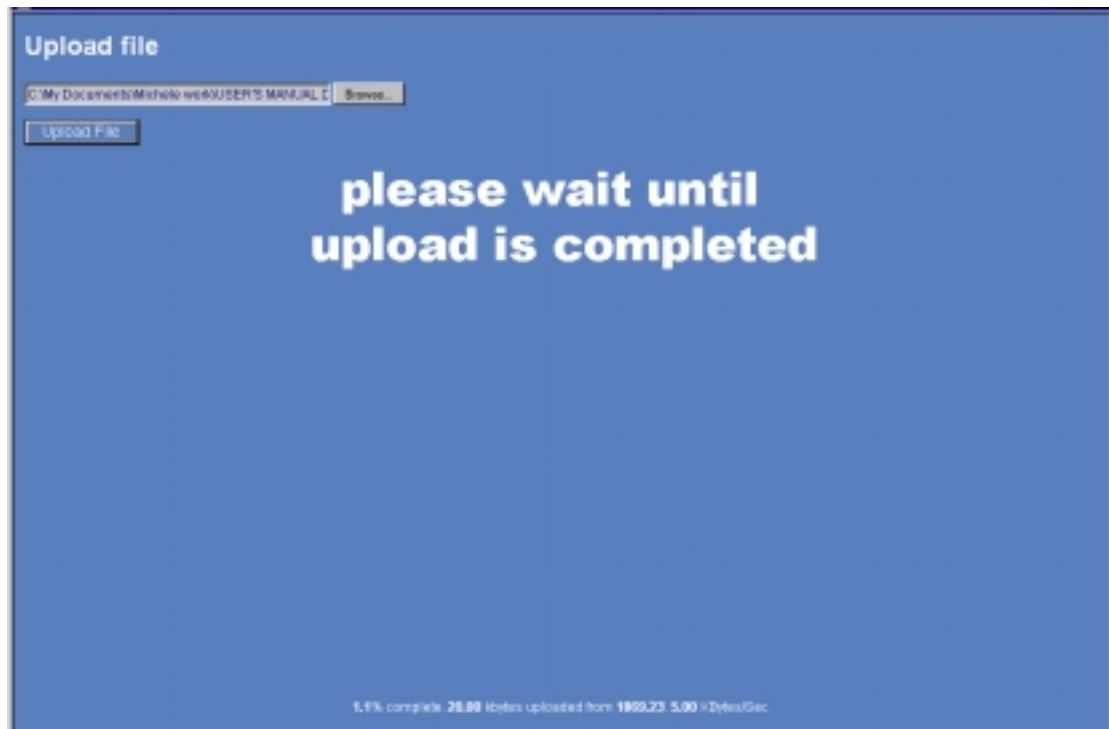 Upload file
C:\My Documents\Michele work\USER'S MANUAL D Browse...
Upload File
please wait until
upload is completed
1.1% complete. 20.00 kbytes uploaded from 1869.23. 5.00 KBytes/Sec.